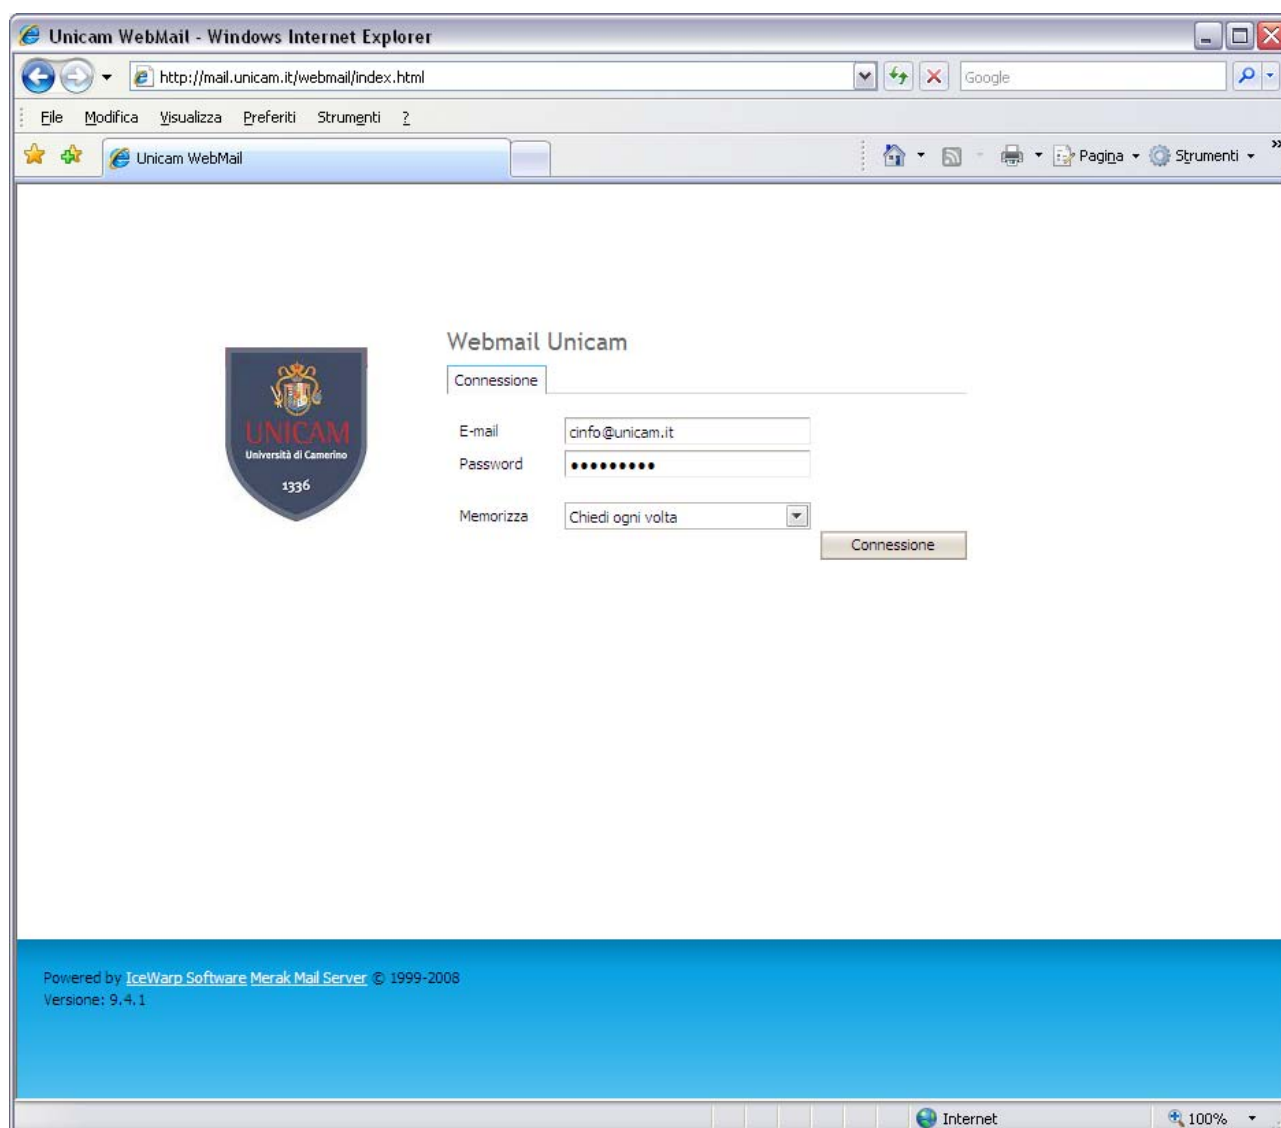 Unicam WebMail - Windows Internet Explorer
http://mail.unicam.it/webmail/index.html
Google
File Modifica Visualizza Preferiti Strumenti ?
Unicam WebMail
Pagina
Strumenti
»
Webmail Unicam
Connessione
UNICAM
Università di Camerino
1336
E-mail
cinfo@unicam.it
Password
•••••••••
Memorizza
Chiedi ogni volta
Connessione
Powered by IceWarp Software Merak Mail Server © 1999-2008
Versione: 9.4.1
Internet
100%